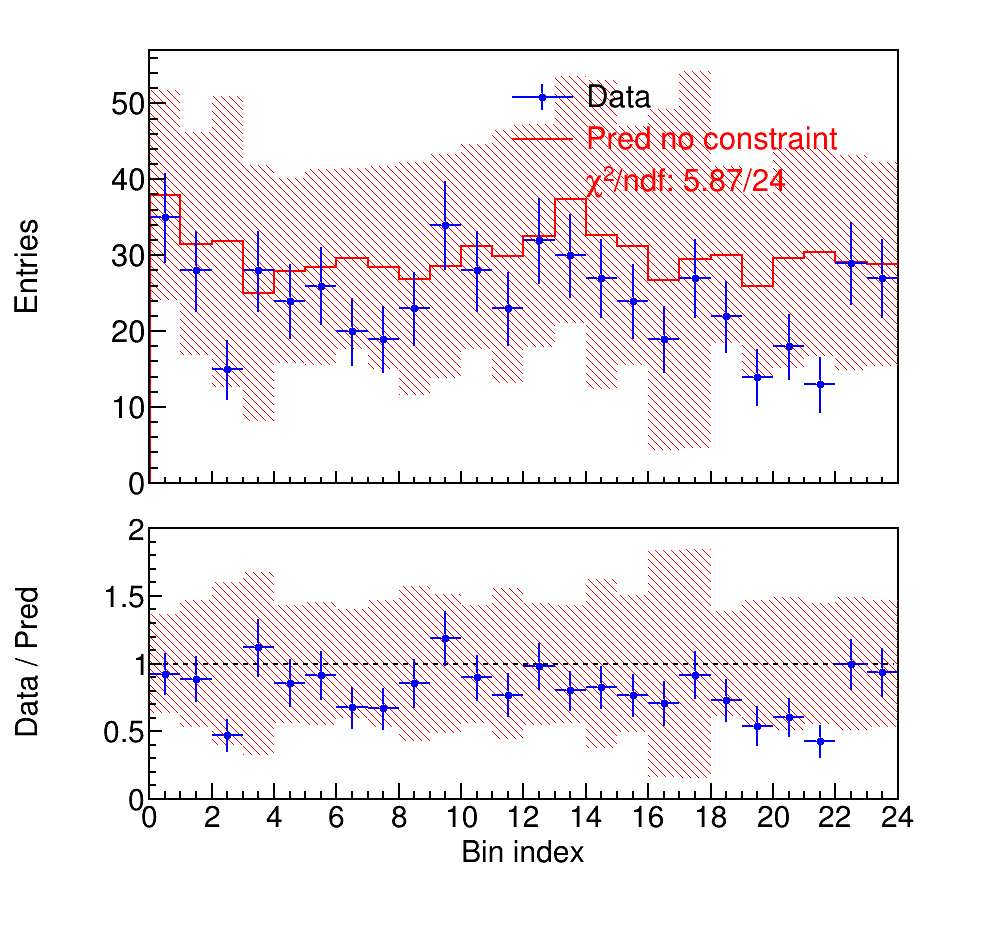 Entries
50
40
30
20
10
0
Data
Pred no constraint
χ²/ndf: 5.87/24
Data / Pred
2
1.5
1
0.5
0
0 2 4 6 8 10 12 14 16 18 20 22 24
Bin index